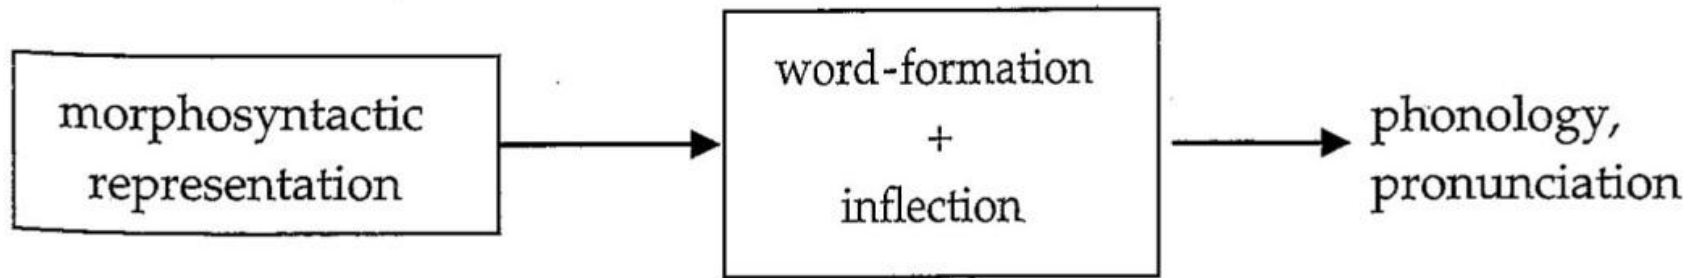 morphosyntactic
representation
word-formation
+
inflection
phonology,
pronunciation